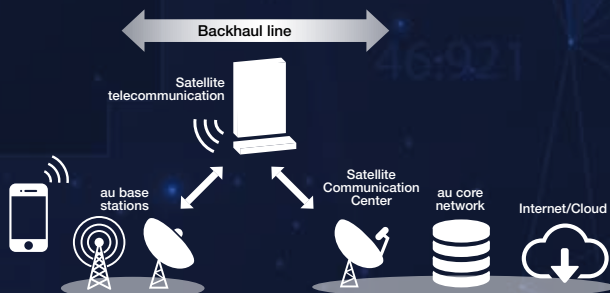 Backhaul line
46:921
Satellite
telecommunication
au base
stations
Satellite
Communication
Center
au core
network
Internet/Cloud